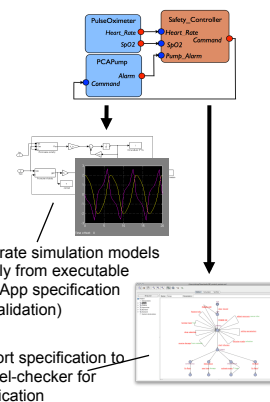 PulseOximeter
Heart_Rate
SpO2
Safety_Controller
Heart_Rate
Command
SpO2
Pump_Alarm
PCAPump
Alarm
Command
rate simulation models
ly from executable
App specification
alidation)
ort specification to
el-checker for
ication